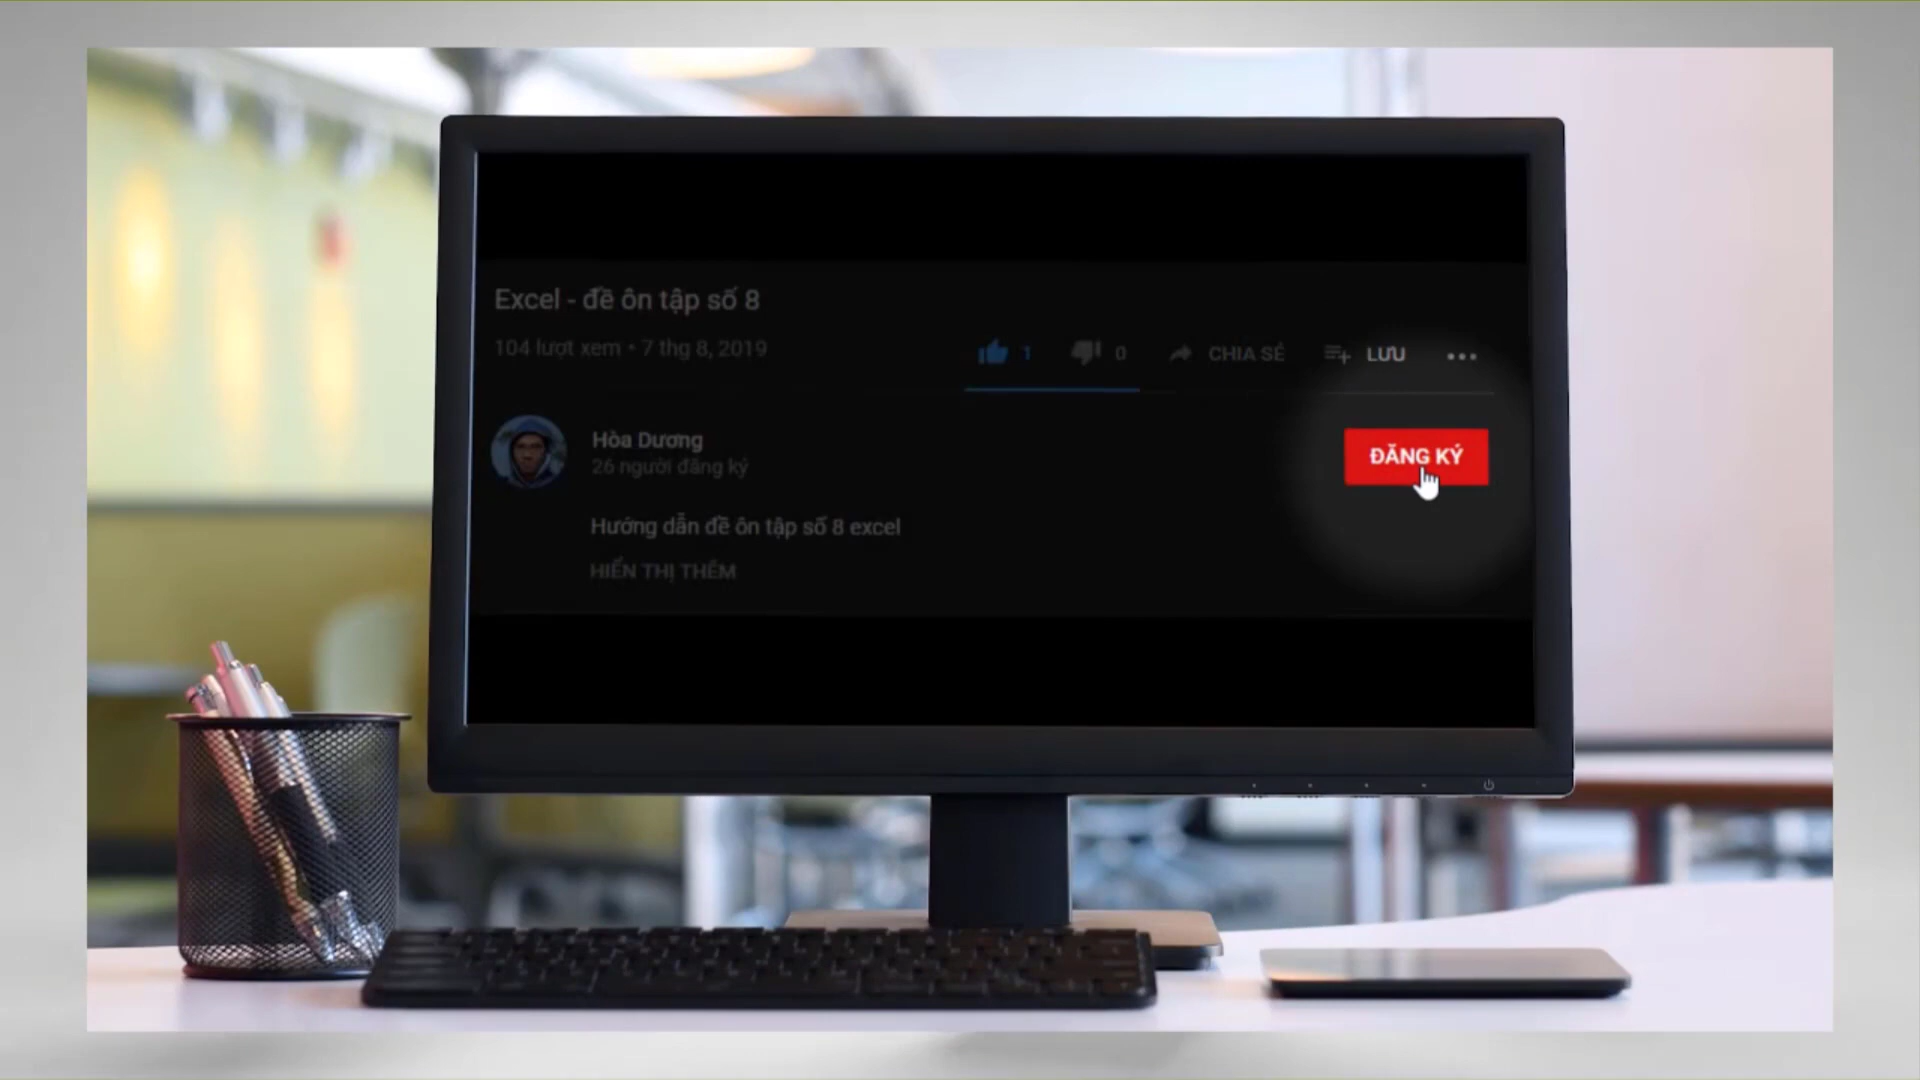 Excel - đề ôn tập số 8
104 lượt xem • 7 thg 8, 2019
1 0 CHIA SẺ LƯU
Hòa Dương
26 người đăng ký
ĐĂNG KÝ
Hướng dẫn đề ôn tập số 8 excel
HIỂN THỊ THÊM